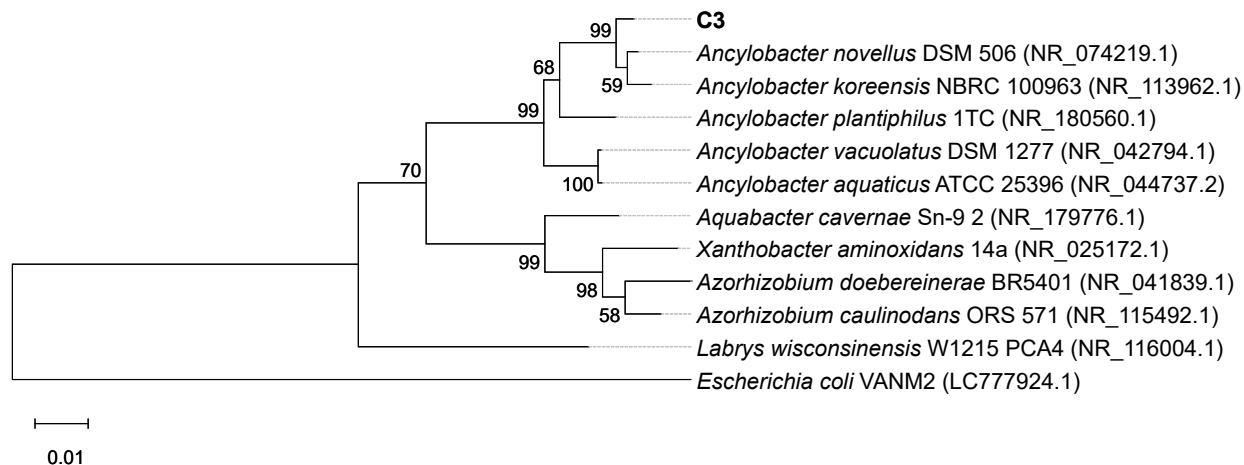 C3
99
Ancylobacter novellus DSM 506 (NR_074219.1)
68
59
Ancylobacter koreensis NBRC 100963 (NR_113962.1)
99
Ancylobacter plantiphilus 1TC (NR_180560.1)
Ancylobacter vacuolatus DSM 1277 (NR_042794.1)
70
100
Ancylobacter aquaticus ATCC 25396 (NR_044737.2)
Aquabacter cavernae Sn-9 2 (NR_179776.1)
Xanthobacter aminoxidans 14a (NR_025172.1)
99
Azorhizobium doebereinerae BR5401 (NR_041839.1)
98
58
Azorhizobium caulinodans ORS 571 (NR_115492.1)
Labrys wisconsinensis W1215 PCA4 (NR_116004.1)
Escherichia coli VANM2 (LC777924.1)
0.01